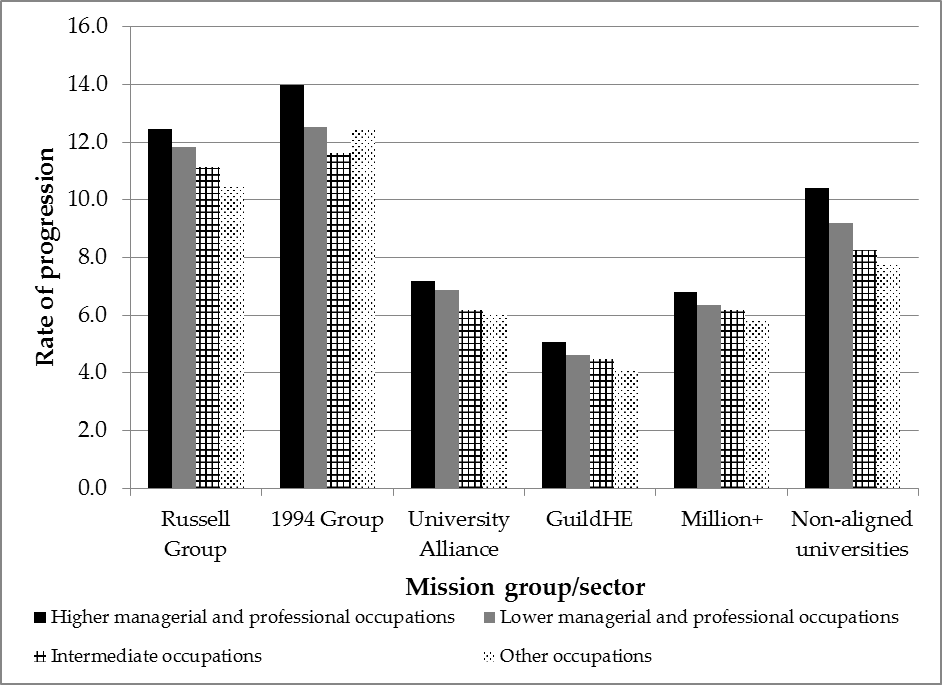 16.0
14.0
12.0
10.0
8.0
6.0
4.0
2.0
0.0
Rate of progression
Russell
Group
1994 Group
University
Alliance
GuildHE
Million+
Non-aligned
universities
Mission group/sector
Higher managerial and professional occupations
Lower managerial and professional occupations
Intermediate occupations
Other occupations